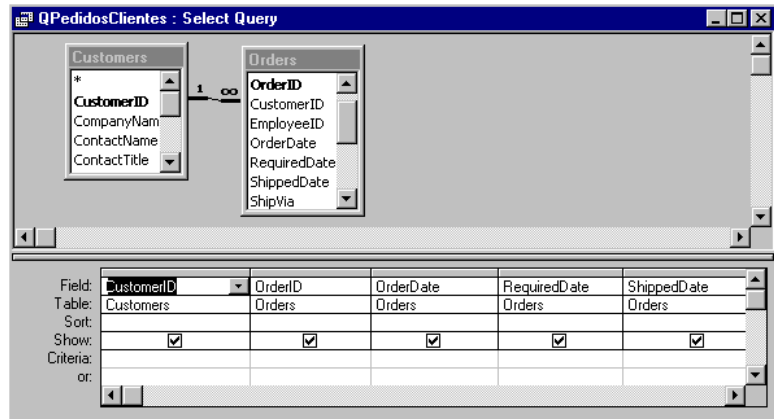 QPedidosClientes : Select Query
Customers
*
CustomerID
CompanyNam
ContactName
ContactTitle
1 ∞
Orders
OrderID
CustomerID
EmployeeID
OrderDate
RequiredDate
ShippedDate
ShipVia
Field: CustomerID OrderID OrderDate RequiredDate ShippedDate
Table: Customers Orders Orders Orders Orders
Sort:
Show:
Criteria:
or: